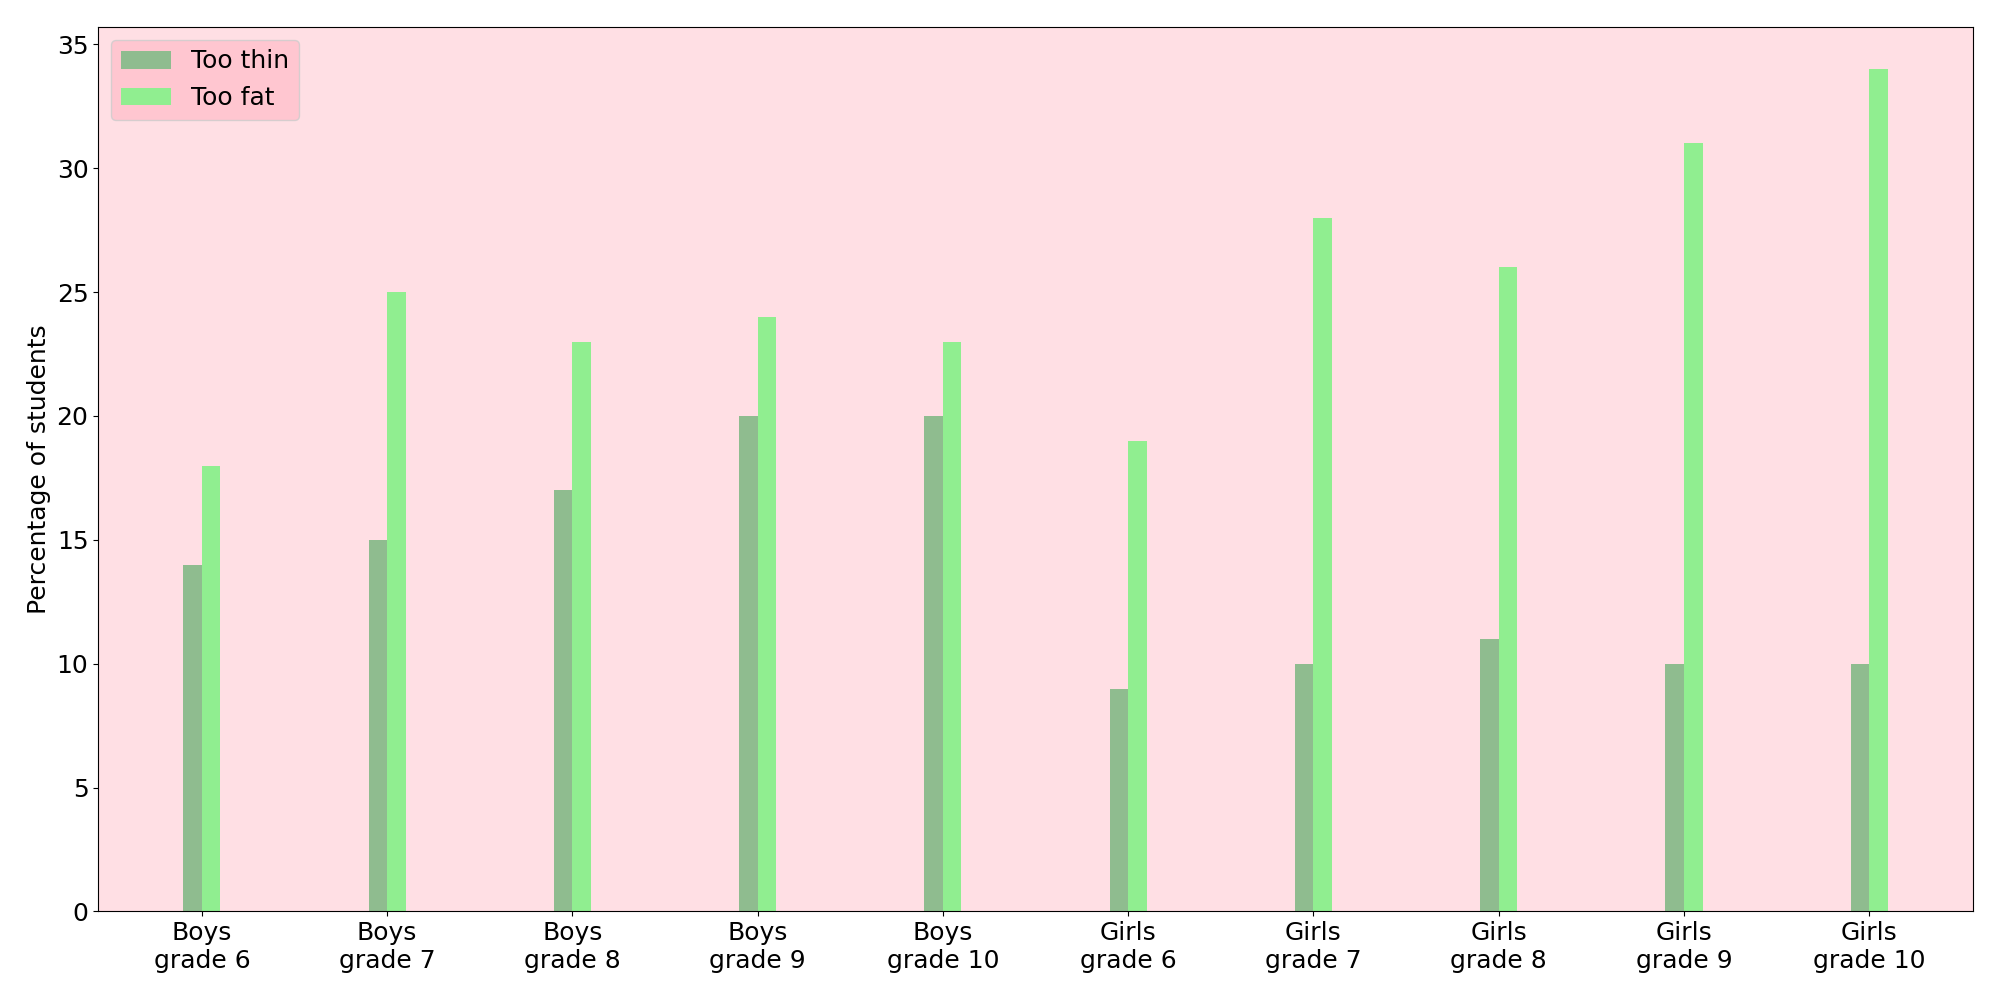 35
30
25
20
15
10
5
0
Percentage of students
Too thin
Too fat
Boys
grade 6
Boys
grade 7
Boys
grade 8
Boys
grade 9
Boys
grade 10
Girls
grade 6
Girls
grade 7
Girls
grade 8
Girls
grade 9
Girls
grade 10